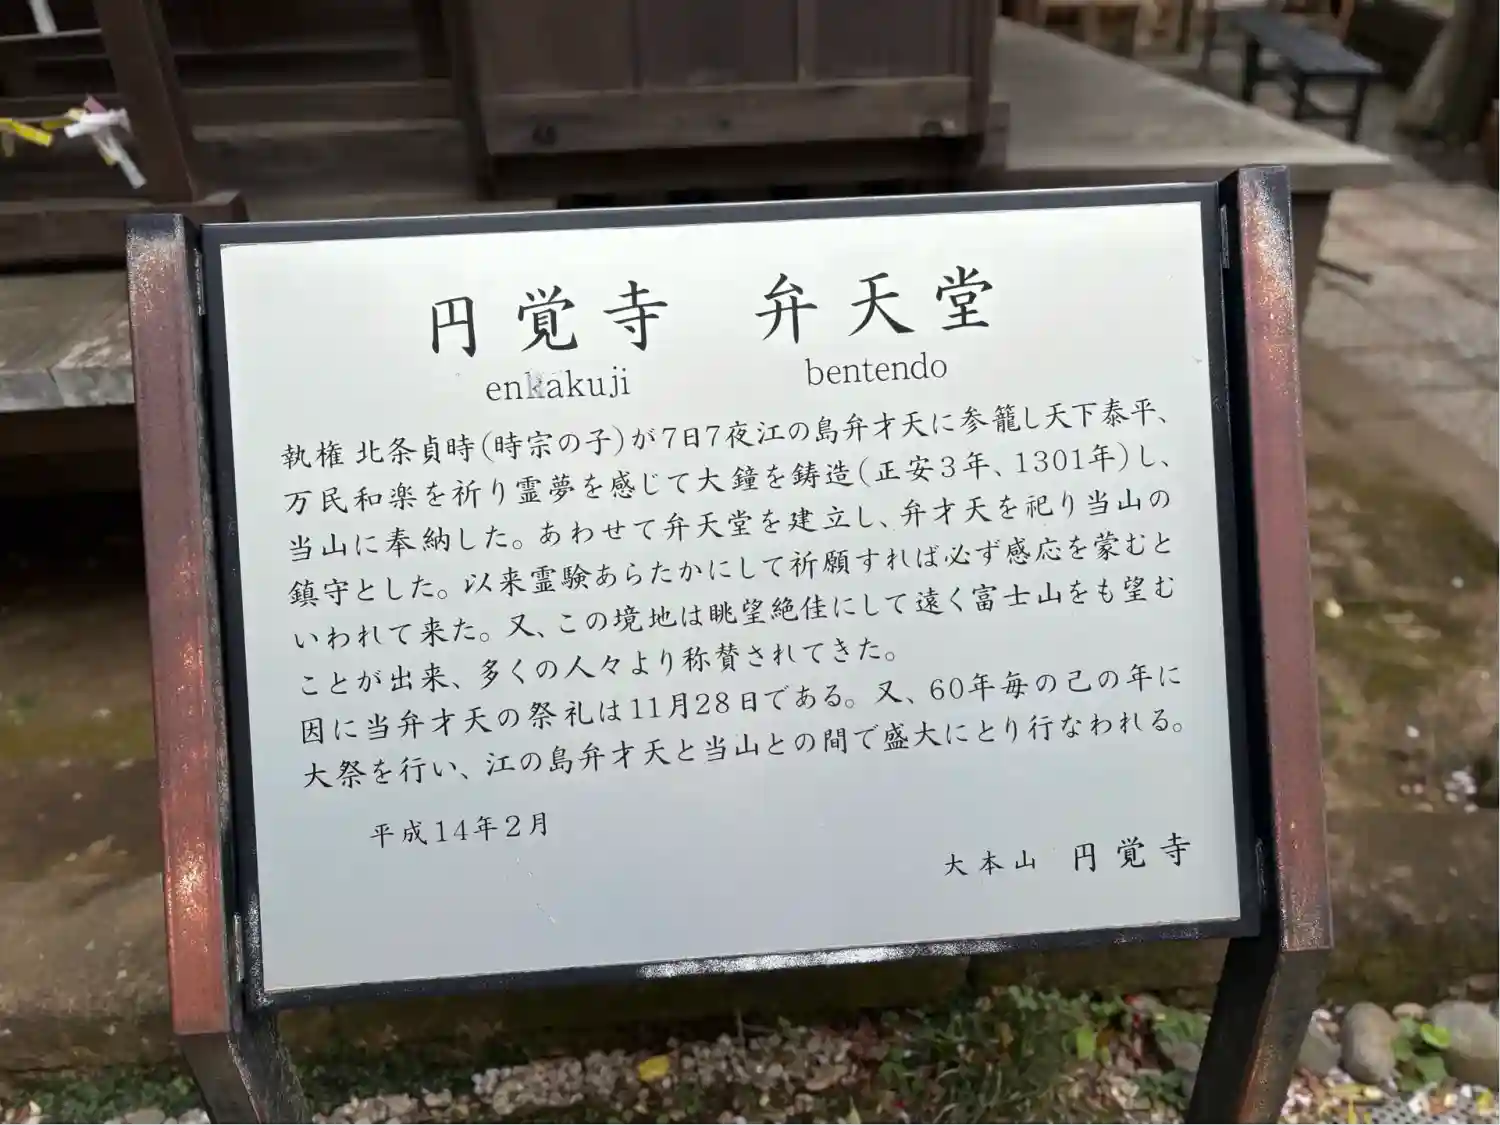 円覚寺 弁天堂
enkakuji bentendo
執権 北条貞時(時宗の子)が7日7夜江の島弁才天に参籠し天下泰平、
万民和楽を祈り霊夢を感じて大鐘を鋳造(正安3年、1301年)し、
当山に奉納した。あわせて弁天堂を建立し、弁才天を祀り当山の
鎮守とした。以来霊験あらたかにして祈願すれば必ず感応を蒙むと
いわれて来た。又、この境地は眺望絶佳にして遠く富士山をも望む
ことが出来、多くの人々より称賛されてきた。
因に当弁才天の祭礼は11月28日である。又、60年毎の己の年に
大祭を行い、江の島弁才天と当山との間で盛大にとり行なわれる。
平成14年2月
大本山 円覚寺